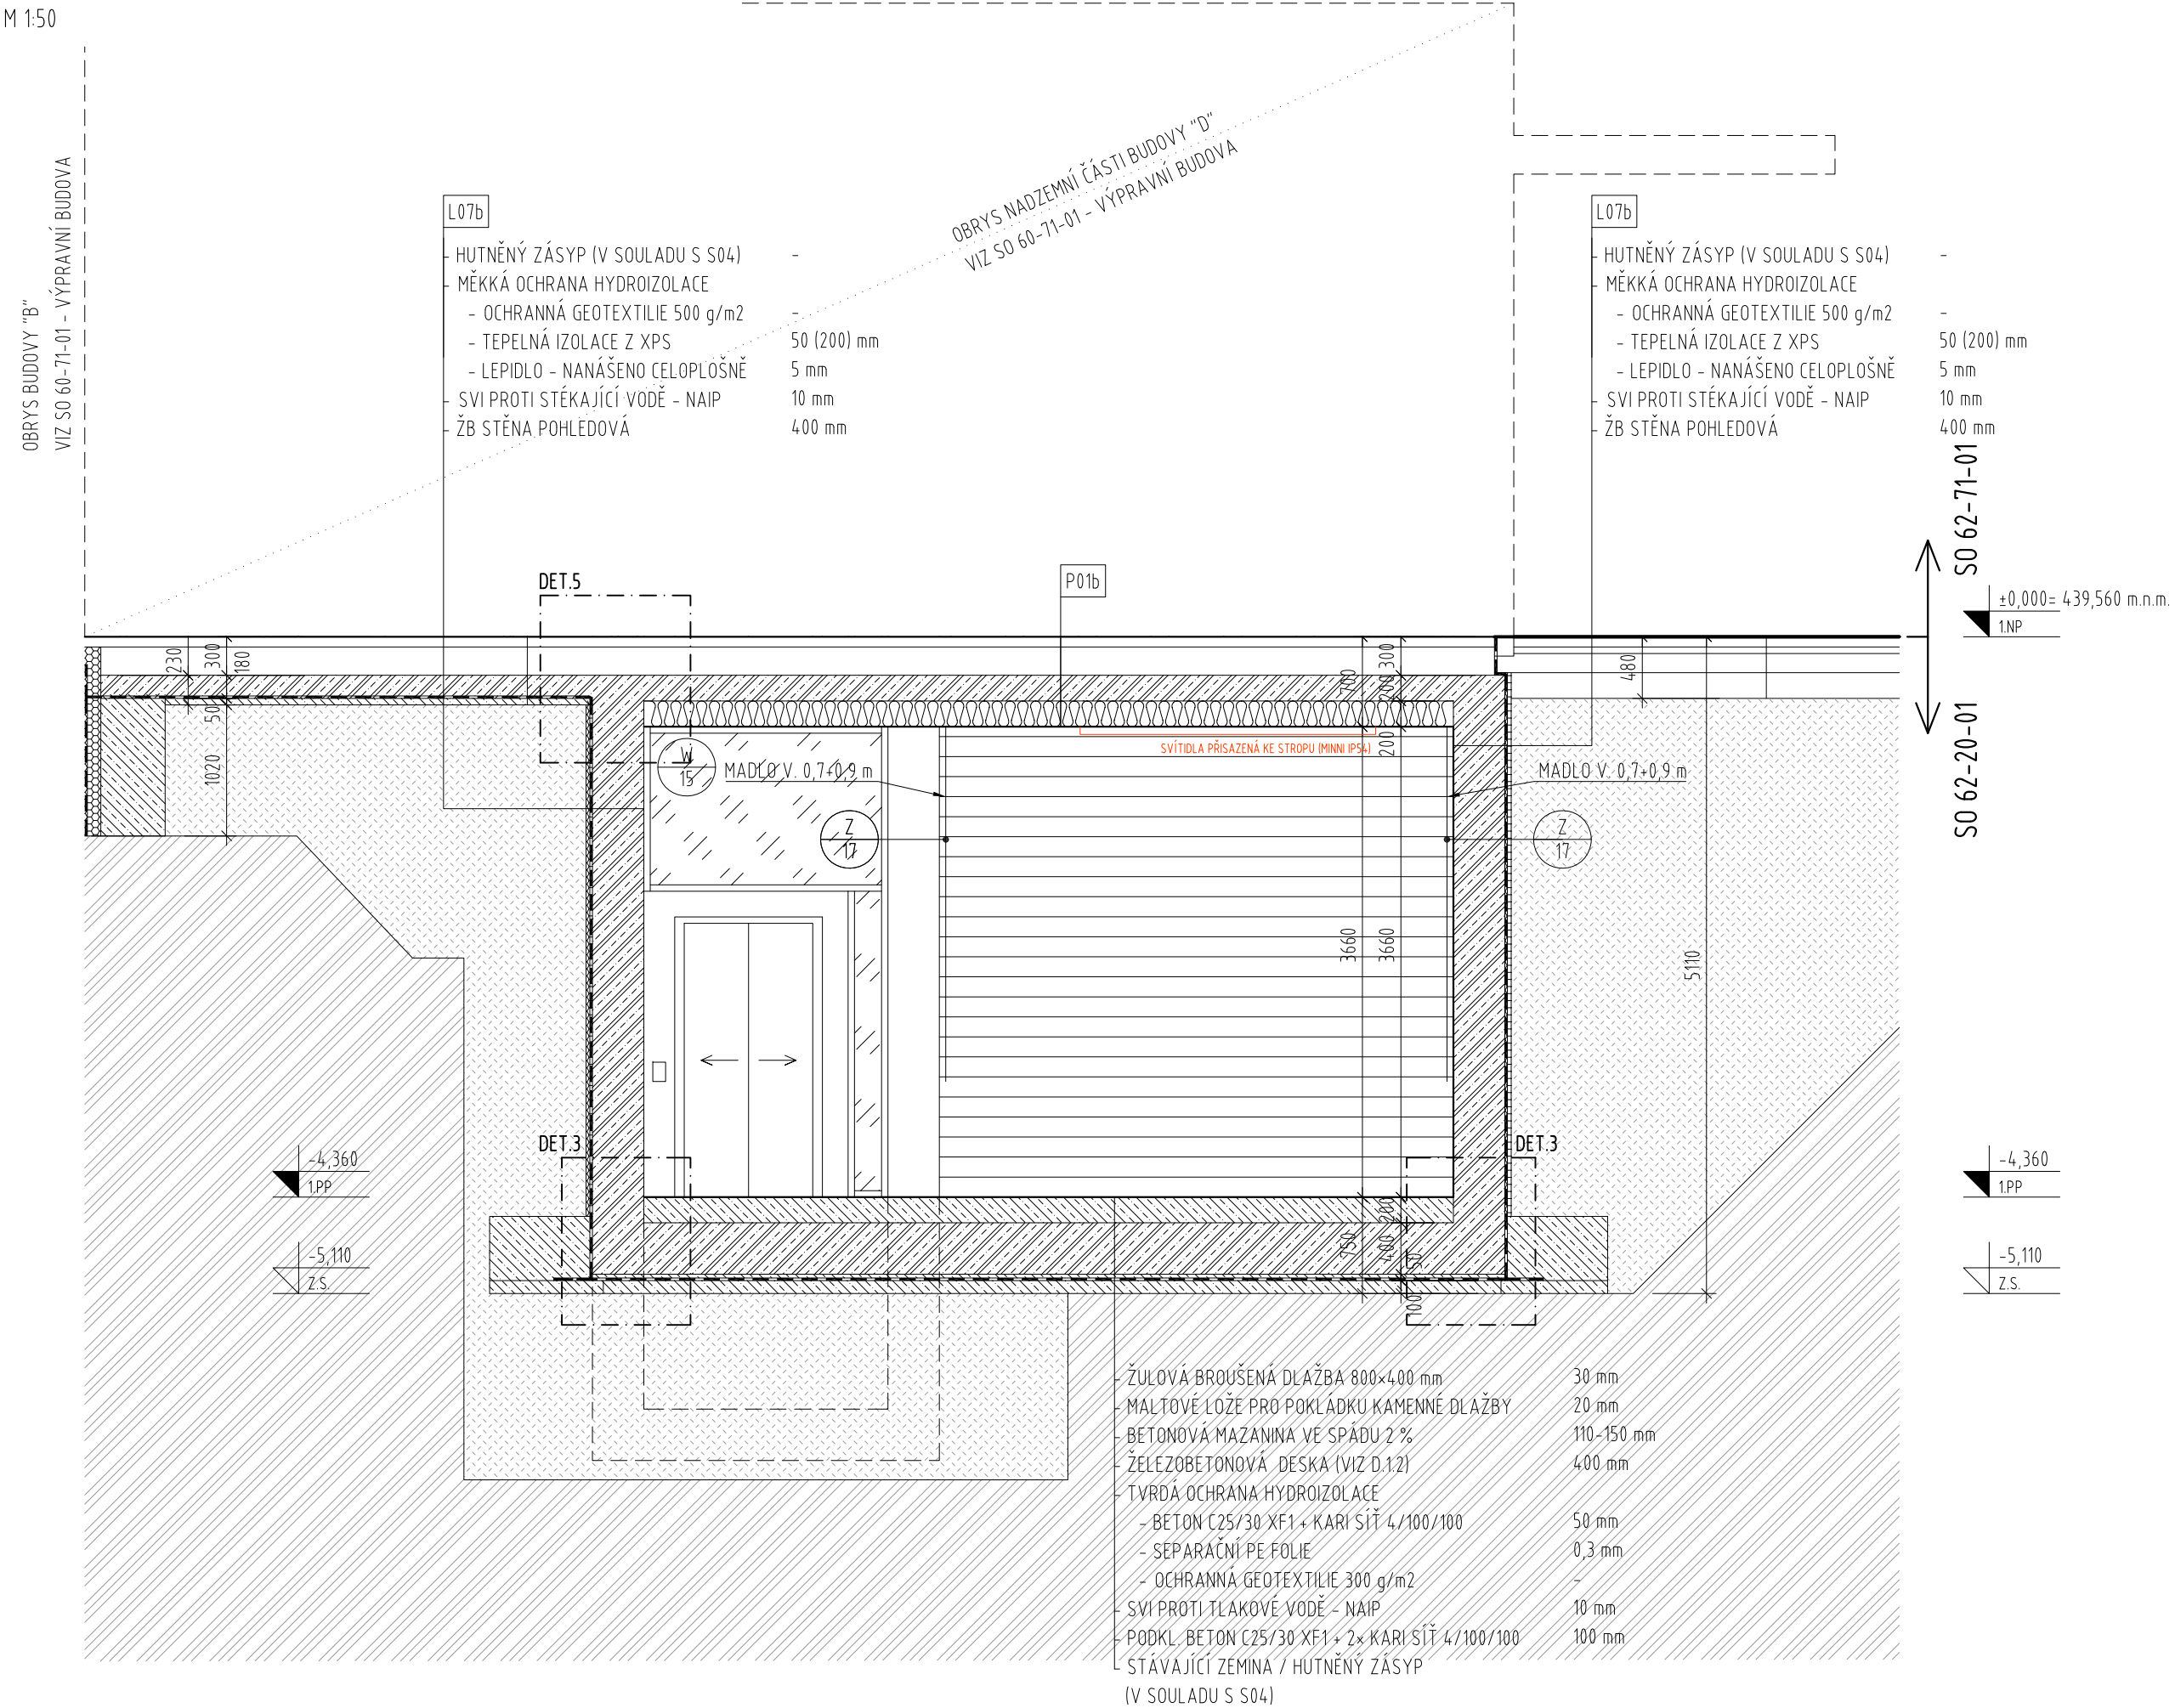 M 1:50
OBRYS BUDOVY "B"
VIZ SO 60-71-01 - VÝPRAVNÍ BUDOVA
OBRYS NADZEMNÍ ČÁSTI BUDOVY "D"
VIZ SO 60-71-01 - VÝPRAVNÍ BUDOVA
L07b
HUTNĚNÝ ZÁSYP (V SOULADU S S04) -
MĚKKÁ OCHRANA HYDROIZOLACE
- OCHRANNÁ GEOTEXTILIE 500 g/m2 -
- TEPELNÁ IZOLACE Z XPS 50 (200) mm
- LEPIDLO - NANÁŠENO CELOPLOŠNĚ 5 mm
SVI PROTI STÉKAJÍCÍ VODĚ - NAIP 10 mm
ŽB STĚNA POHLEDOVÁ 400 mm
L07b
HUTNĚNÝ ZÁSYP (V SOULADU S S04) -
MĚKKÁ OCHRANA HYDROIZOLACE
- OCHRANNÁ GEOTEXTILIE 500 g/m2 -
- TEPELNÁ IZOLACE Z XPS 50 (200) mm
- LEPIDLO - NANÁŠENO CELOPLOŠNĚ 5 mm
SVI PROTI STÉKAJÍCÍ VODĚ - NAIP 10 mm
ŽB STĚNA POHLEDOVÁ 400 mm
SO 62-71-01
SO 62-20-01
±0,000= 439,560 m.n.m.
1.NP
DET.5
P01b
230
300
180
50
1020
700
300
200
200
480
SVÍTIDLA PŘISAZENÁ KE STROPU (MINNI IP54)
W
15
MADLO V. 0,7+0,9 m
MADLO V. 0,7+0,9 m
Z
17
Z
17
3660
3660
5110
DET.3
DET.3
-4,360
1.PP
-4,360
1.PP
-5,110
Z.S.
-5,110
Z.S.
750
200
400
50
100
ŽULOVÁ BROUŠENÁ DLAŽBA 800×400 mm 30 mm
MALTOVÉ LOŽE PRO POKLÁDKU KAMENNÉ DLAŽBY 20 mm
BETONOVÁ MAZANINA VE SPÁDU 2 % 110-150 mm
ŽELEZOBETONOVÁ DESKA (VIZ D.1.2) 400 mm
TVRDÁ OCHRANA HYDROIZOLACE
- BETON C25/30 XF1 + KARI SÍŤ 4/100/100 50 mm
- SEPARAČNÍ PE FOLIE 0,3 mm
- OCHRANNÁ GEOTEXTILIE 300 g/m2 -
SVI PROTI TLAKOVÉ VODĚ - NAIP 10 mm
PODKL. BETON C25/30 XF1 + 2× KARI SÍŤ 4/100/100 100 mm
STÁVAJÍCÍ ZEMINA / HUTNĚNÝ ZÁSYP
(V SOULADU S S04)